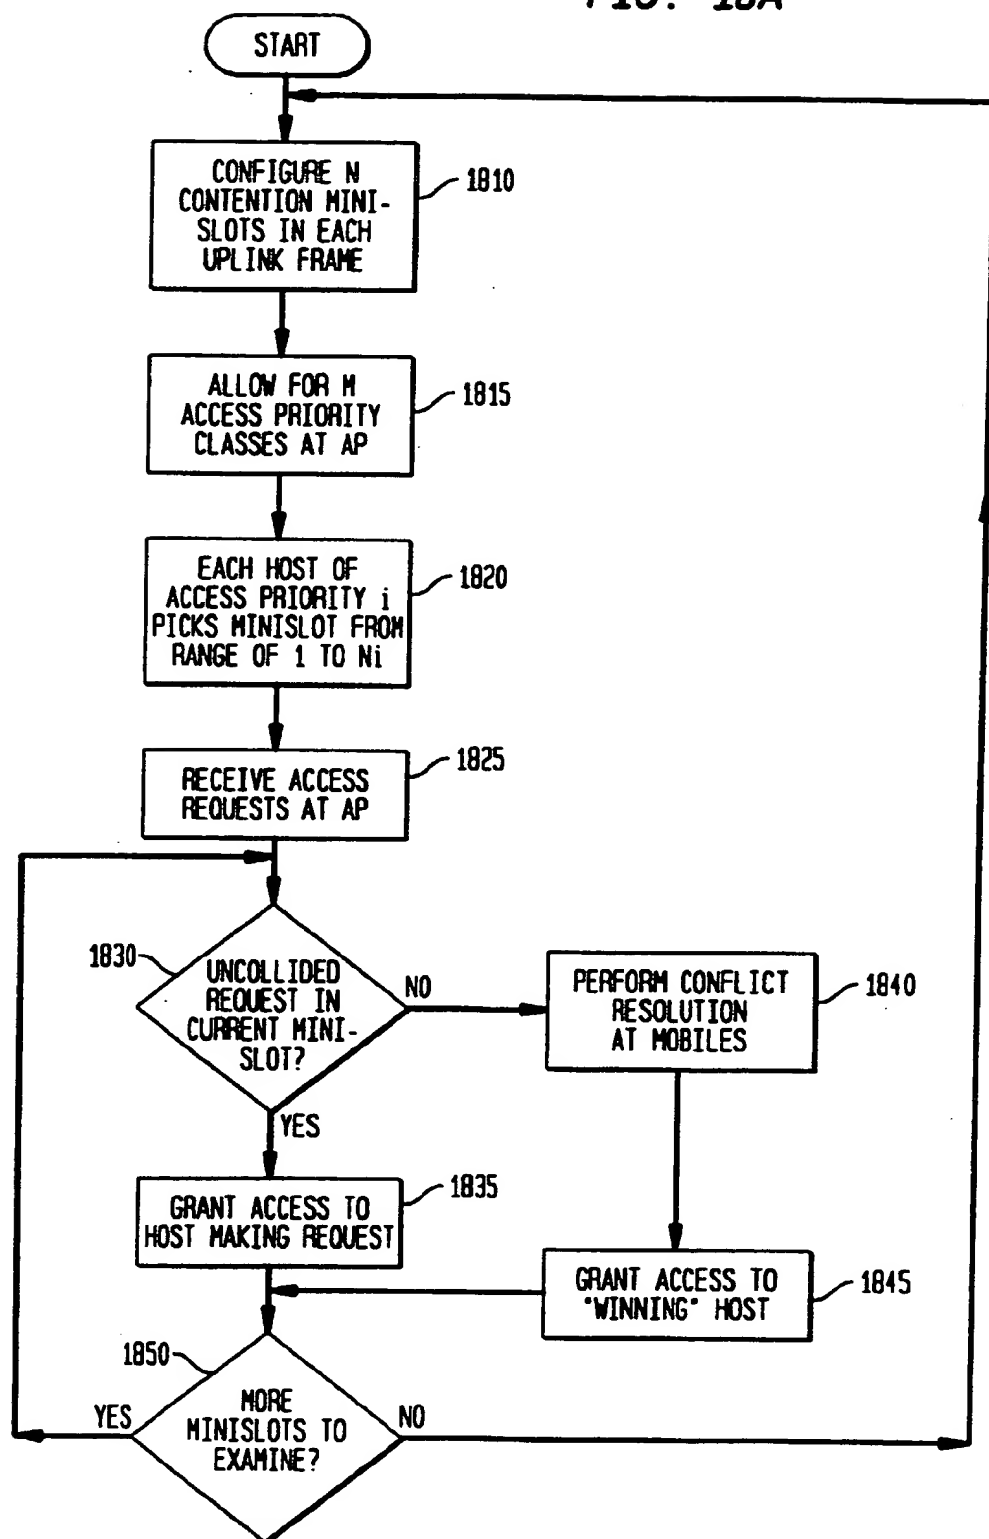 FIG. 18A
START
CONFIGURE N
CONTENTION MINI-
SLOTS IN EACH
UPLINK FRAME
1810
ALLOW FOR M
ACCESS PRIORITY
CLASSES AT AP
1815
EACH HOST OF
ACCESS PRIORITY i
PICKS MINISLOT FROM
RANGE OF 1 TO Ni
1820
RECEIVE ACCESS
REQUESTS AT AP
1825
1830
UNCOLLIDED
REQUEST IN
CURRENT MINI-
SLOT?
NO
YES
PERFORM CONFLICT
RESOLUTION
AT MOBILES
1840
GRANT ACCESS TO
HOST MAKING REQUEST
1835
GRANT ACCESS TO
"WINNING" HOST
1845
1850
MORE
MINISLOTS TO
EXAMINE?
YES
NO